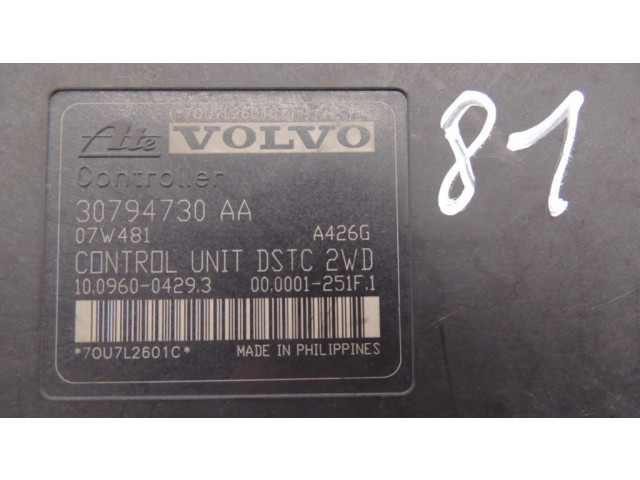 Ate VOLVO
Controller
30794730 AA
07W481 A426G
CONTROL UNIT DSTC 2WD
10.0960-0429.3 00.0001-251F.1
*70U7L2601C* MADE IN PHILIPPINES
81